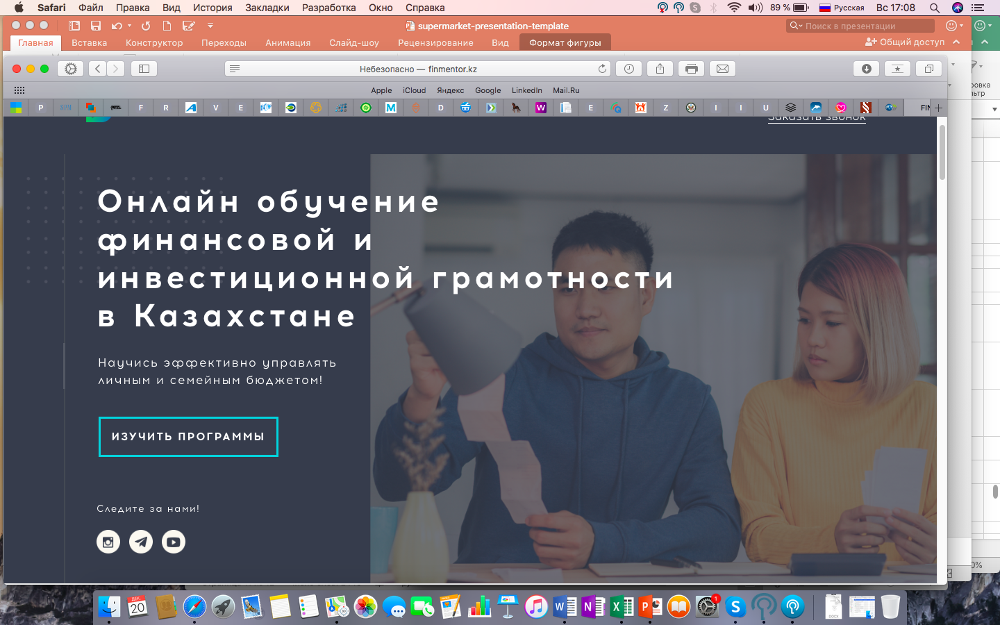 Safari Файл Правка Вид История Закладки Разработка Окно Справка 89 % Русская Вс 17:08
supermarket-presentation-template Поиск в презентации
Главная Вставка Конструктор Переходы Анимация Слайд-шоу Рецензирование Вид Формат фигуры Общий доступ
Небезопасно — finmentor.kz
Apple iCloud Яндекс Google LinkedIn Mail.Ru
P F R V E M D W E Z I I U FIN
Заказать звонок
Онлайн обучение
финансовой и
инвестиционной грамотности
в Казахстане
Научись эффективно управлять
личным и семейным бюджетом!
ИЗУЧИТЬ ПРОГРАММЫ
Следите за нами!
0%
ДЕК.
20
1
DOCX